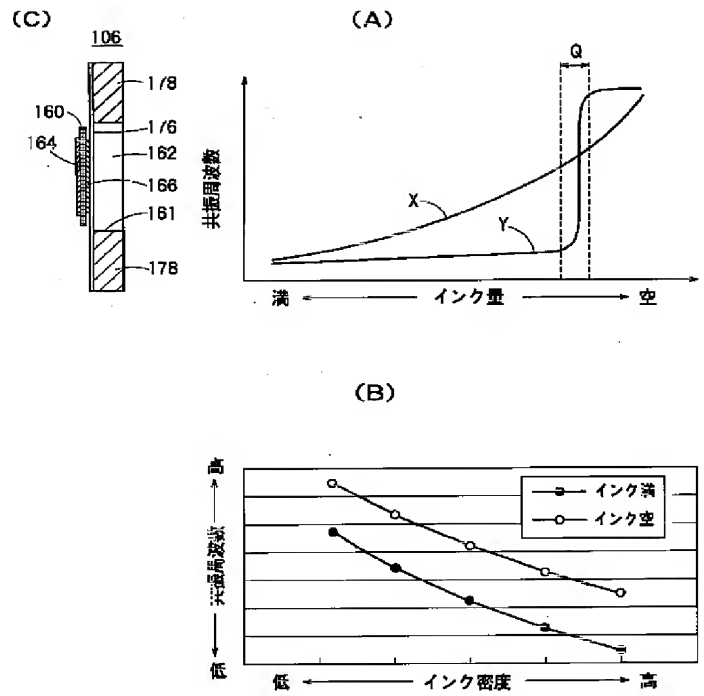 (C)
106
178
176
160
162
164
166
161
178
(A)
Q
共振周波数
X
Y
満 ← インク量 → 空
(B)
高
共振周波数
低
インク満
インク空
低 ← インク密度 → 高